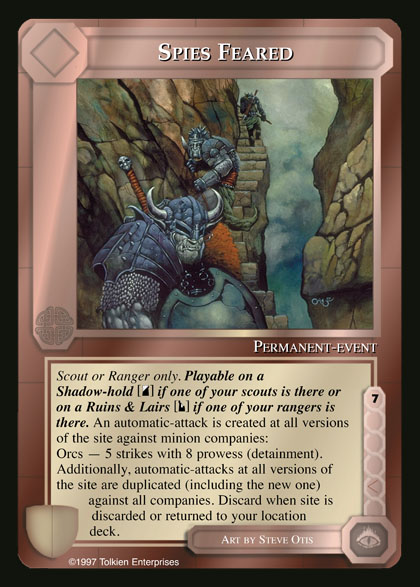 SPIES FEARED
PERMANENT-EVENT
Scout or Ranger only. Playable on a
Shadow-hold [] if one of your scouts is there or
on a Ruins & Lairs [] if one of your rangers is
there. An automatic-attack is created at all versions
of the site against minion companies:
Orcs — 5 strikes with 8 prowess (detainment).
Additionally, automatic-attacks at all versions of
the site are duplicated (including the new one)
against all companies. Discard when site is
discarded or returned to your location
deck.
7
ART BY STEVE OTIS
©1997 Tolkien Enterprises